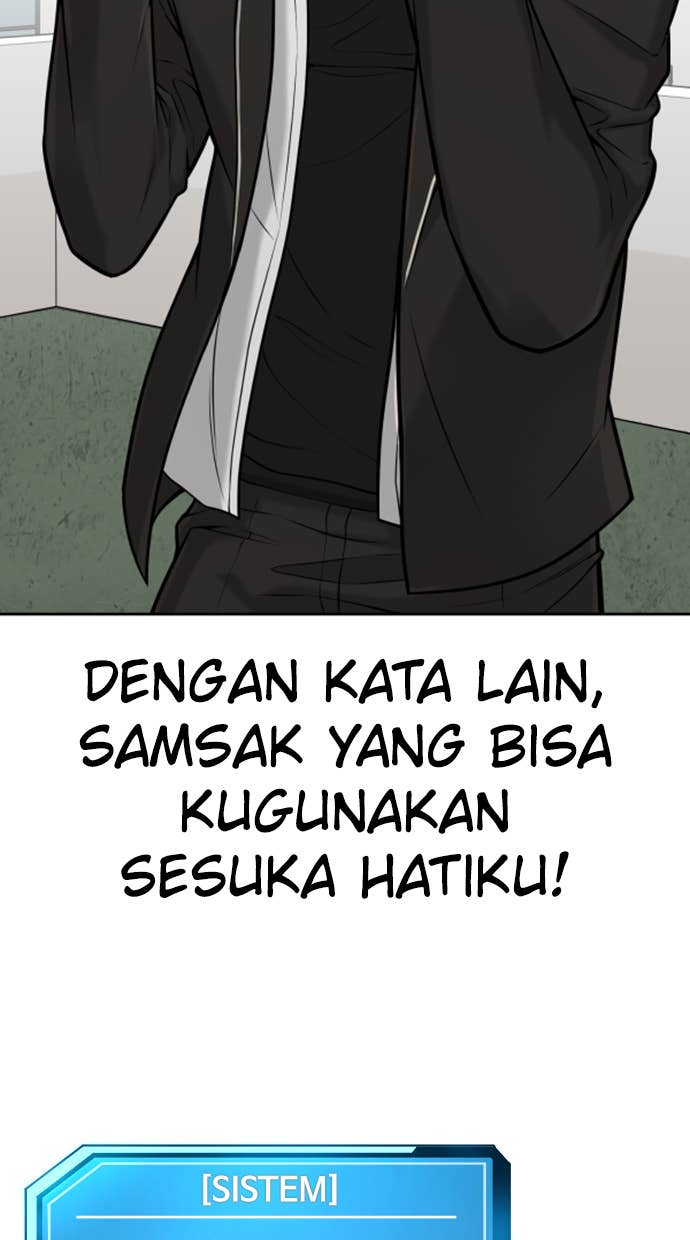 DENGAN KATA LAIN,
SAMSAK YANG BISA
KUGUNAKAN
SESUKA HATIKU!
[SISTEM]